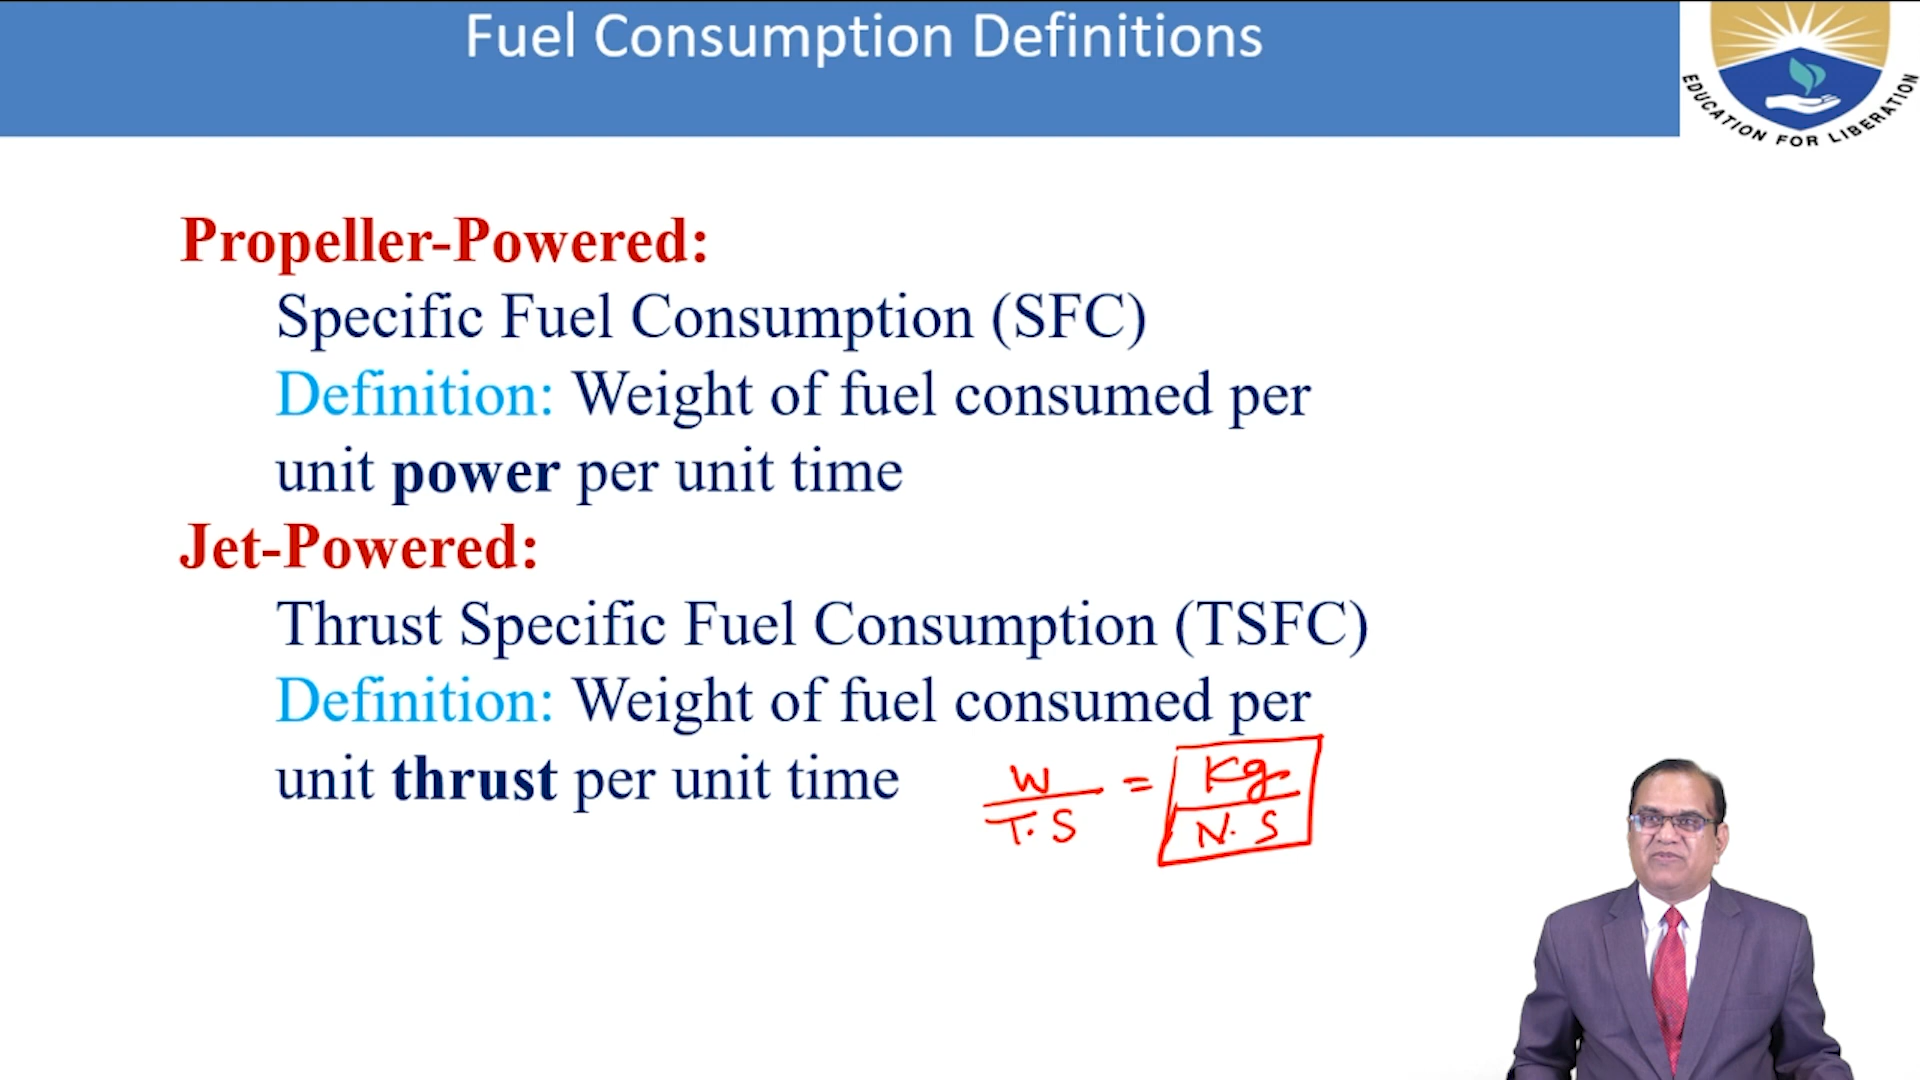 Fuel Consumption Definitions
EDUCATION FOR LIBERATION
Propeller-Powered:
Specific Fuel Consumption (SFC)
Definition: Weight of fuel consumed per
unit power per unit time
Jet-Powered:
Thrust Specific Fuel Consumption (TSFC)
Definition: Weight of fuel consumed per
unit thrust per unit time
W = Kg
T.S N.S